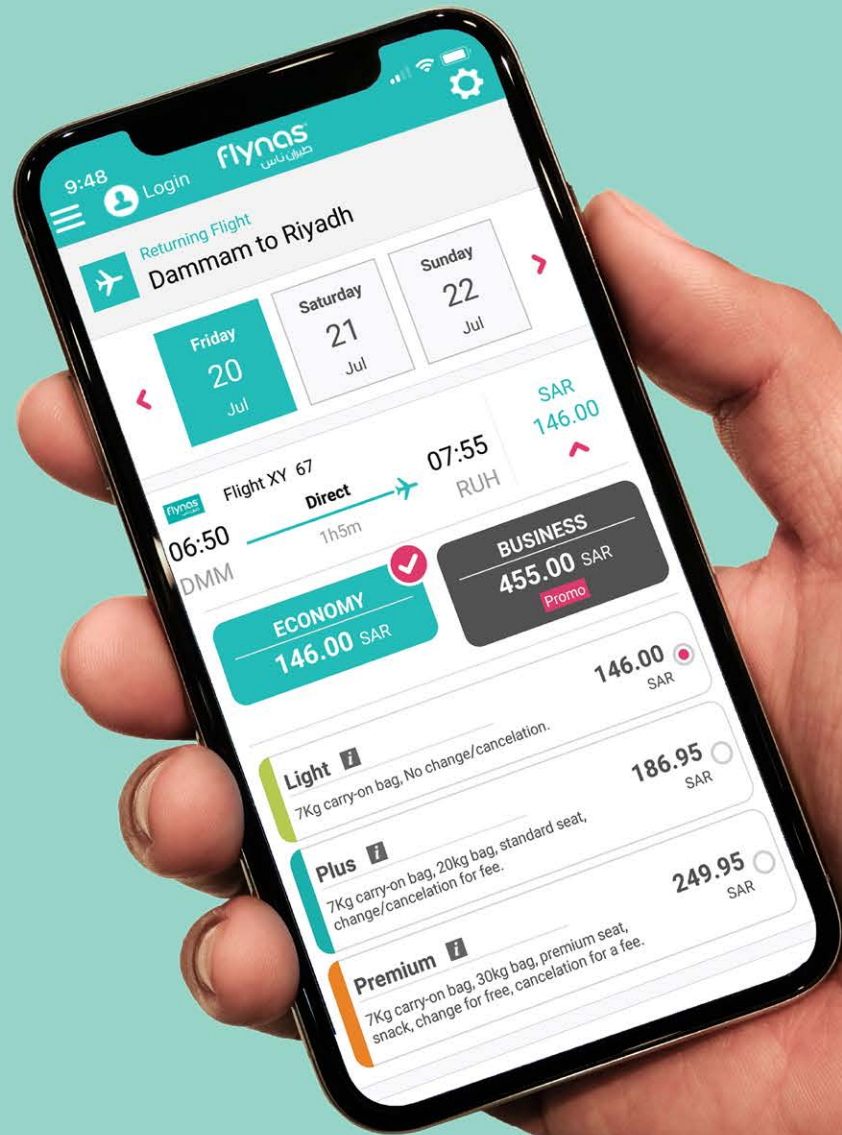 9:48
Login
flynas
طيران ناس
Returning Flight
Dammam to Riyadh
Friday
20
Jul
Saturday
21
Jul
Sunday
22
Jul
flynas
طيران ناس
Flight XY 67
SAR
146.00
06:50
Direct
07:55
DMM
1h5m
RUH
ECONOMY
146.00 SAR
BUSINESS
455.00 SAR
Promo
Light i
7Kg carry-on bag, No change/cancelation.
146.00
SAR
Plus i
7Kg carry-on bag, 20kg bag, standard seat,
change/cancelation for fee.
186.95
SAR
Premium i
7Kg carry-on bag, 30kg bag, premium seat,
snack, change for free, cancelation for a fee.
249.95
SAR